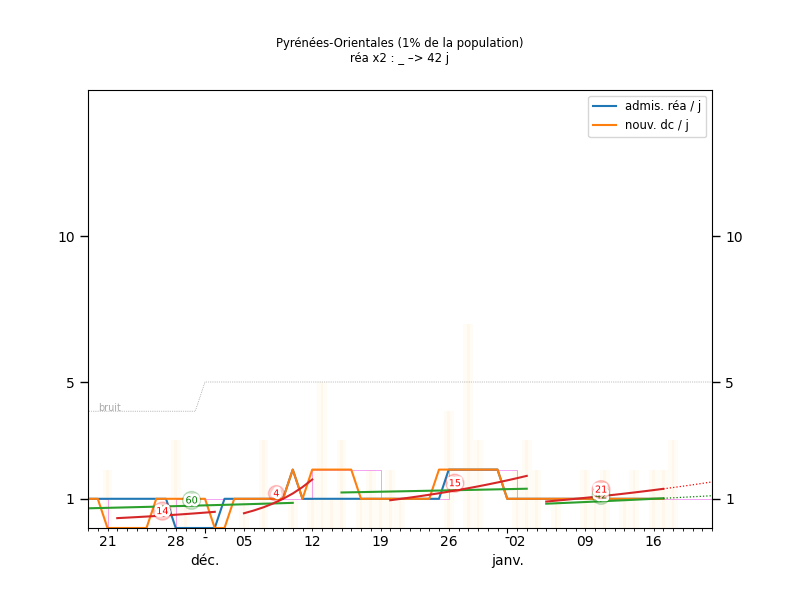 Pyrénées-Orientales (1% de la population)
réa x2 : _ –> 42 j
admis. réa / j
nouv. dc / j
10 10
5 5
bruit
60
4
15
21
14
1 1
21 28 05 12 19 26 02 09 16
déc. janv.